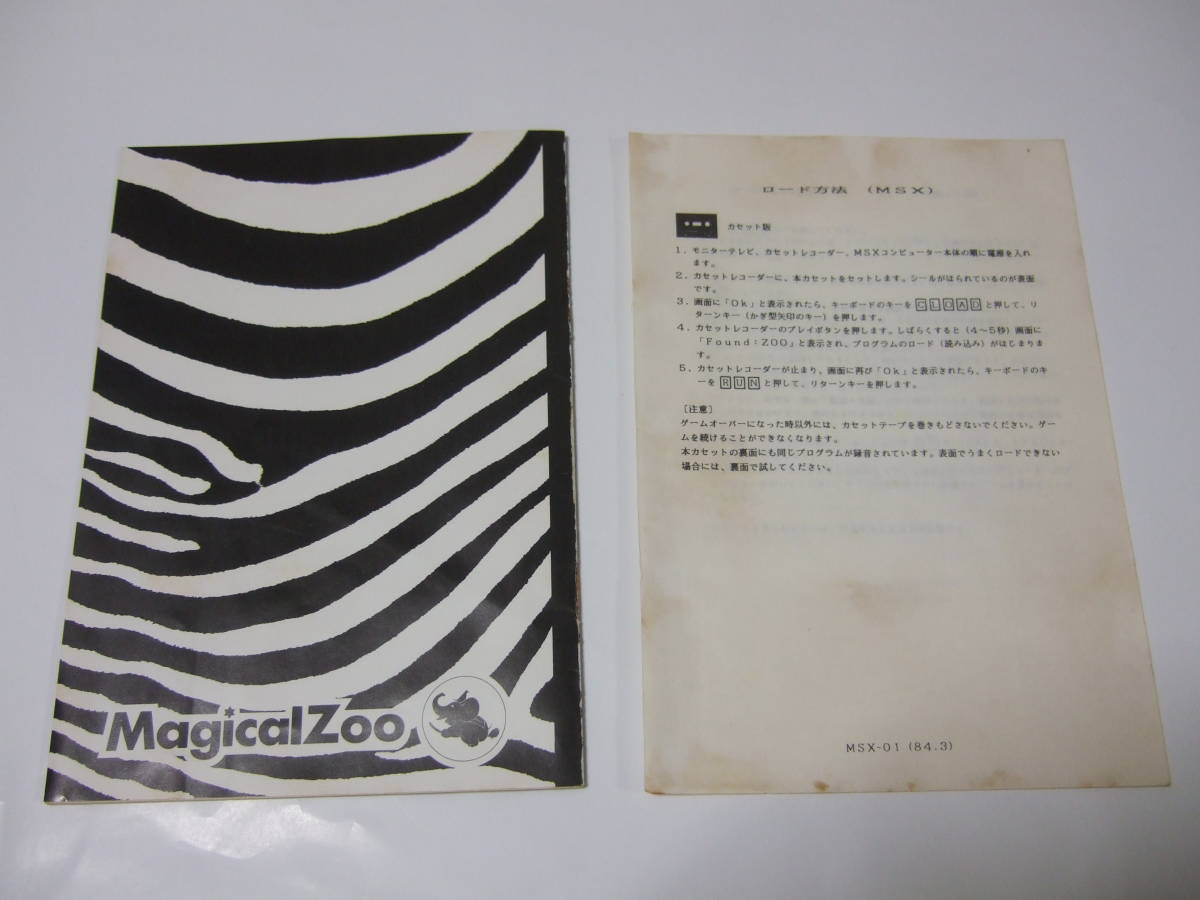 MagicalZoo
ロード方法 (MSX)
カセット版
1. モニターテレビ、カセットレコーダー、MSXコンピューター本体の順に電源を入れ
ます。
2. カセットレコーダーに、本カセットをセットします。シールがはられているのが表面
です。
3. 画面に「Ok」と表示されたら、キーボードのキーを CLOAD と押して、リ
ターンキー(かぎ型矢印のキー)を押します。
4. カセットレコーダーのプレイボタンを押します。しばらくすると(4~5秒)画面に
「Found:ZOO」と表示され、プログラムのロード(読み込み)がはじまりま
す。
5. カセットレコーダーが止まり、画面に再び「Ok」と表示されたら、キーボードのキ
ーを RUN と押して、リターンキーを押します。
[注意]
ゲームオーバーになった時以外には、カセットテープを巻きもどさないでください。ゲー
ムを続けることができなくなります。
本カセットの裏面にも同じプログラムが録音されています。表面でうまくロードできない
場合には、裏面で試してください。
MSX-01 (84.3)